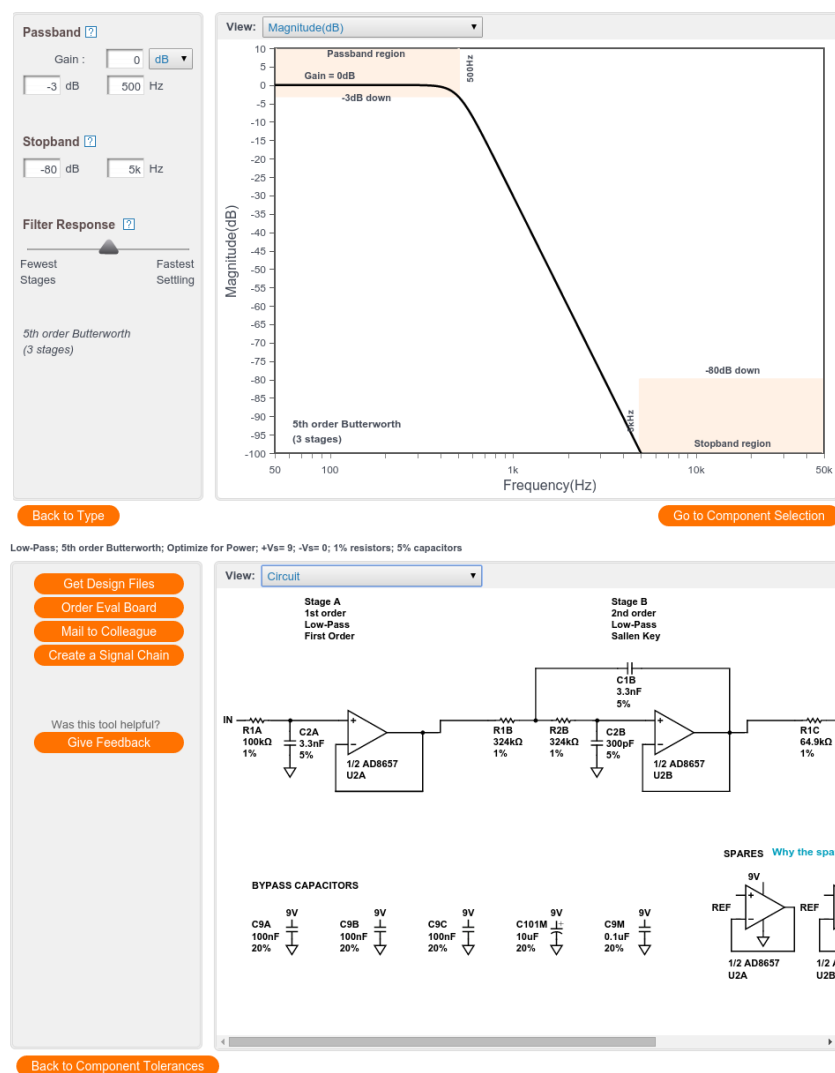 Passband ?
Gain : 0 dB
-3 dB 500 Hz
Stopband ?
-80 dB 5k Hz
Filter Response ?
Fewest Stages
Fastest Settling
5th order Butterworth
(3 stages)
View: Magnitude(dB)
Passband region
Gain = 0dB
-3dB down
500Hz
Magnitude(dB)
10
5
0
-5
-10
-15
-20
-25
-30
-35
-40
-45
-50
-55
-60
-65
-70
-75
-80
-85
-90
-95
-100
-80dB down
5kHz
Stopband region
5th order Butterworth
(3 stages)
50 100 1k 10k 50k
Frequency(Hz)
Back to Type
Go to Component Selection
Low-Pass; 5th order Butterworth; Optimize for Power; +Vs= 9; -Vs= 0; 1% resistors; 5% capacitors
Get Design Files
Order Eval Board
Mail to Colleague
Create a Signal Chain
Was this tool helpful?
Give Feedback
View: Circuit
Stage A
1st order
Low-Pass
First Order
Stage B
2nd order
Low-Pass
Sallen Key
C1B
3.3nF
5%
IN
R1A
100kΩ
1%
C2A
3.3nF
5%
1/2 AD8657
U2A
R1B
324kΩ
1%
R2B
324kΩ
1%
C2B
300pF
5%
1/2 AD8657
U2B
R1C
64.9kΩ
1%
SPARES Why the spa
BYPASS CAPACITORS
9V
C9A
100nF
20%
9V
C9B
100nF
20%
9V
C9C
100nF
20%
9V
C101M
10uF
20%
9V
C9M
0.1uF
20%
9V
REF
1/2 AD8657
U2A
REF
1/2
U2B
Back to Component Tolerances